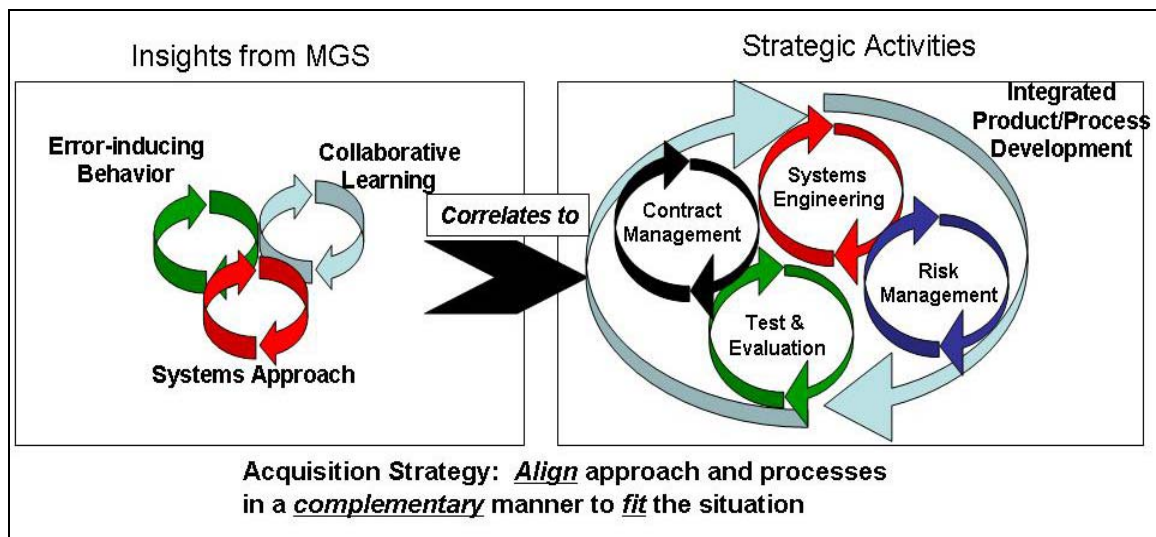 Insights from MGS
Error-inducing
Behavior
Collaborative
Learning
Systems Approach
Correlates to
Strategic Activities
Integrated
Product/Process
Development
Systems
Engineering
Contract
Management
Risk
Management
Test &
Evaluation
Acquisition Strategy: Align approach and processes
in a complementary manner to fit the situation